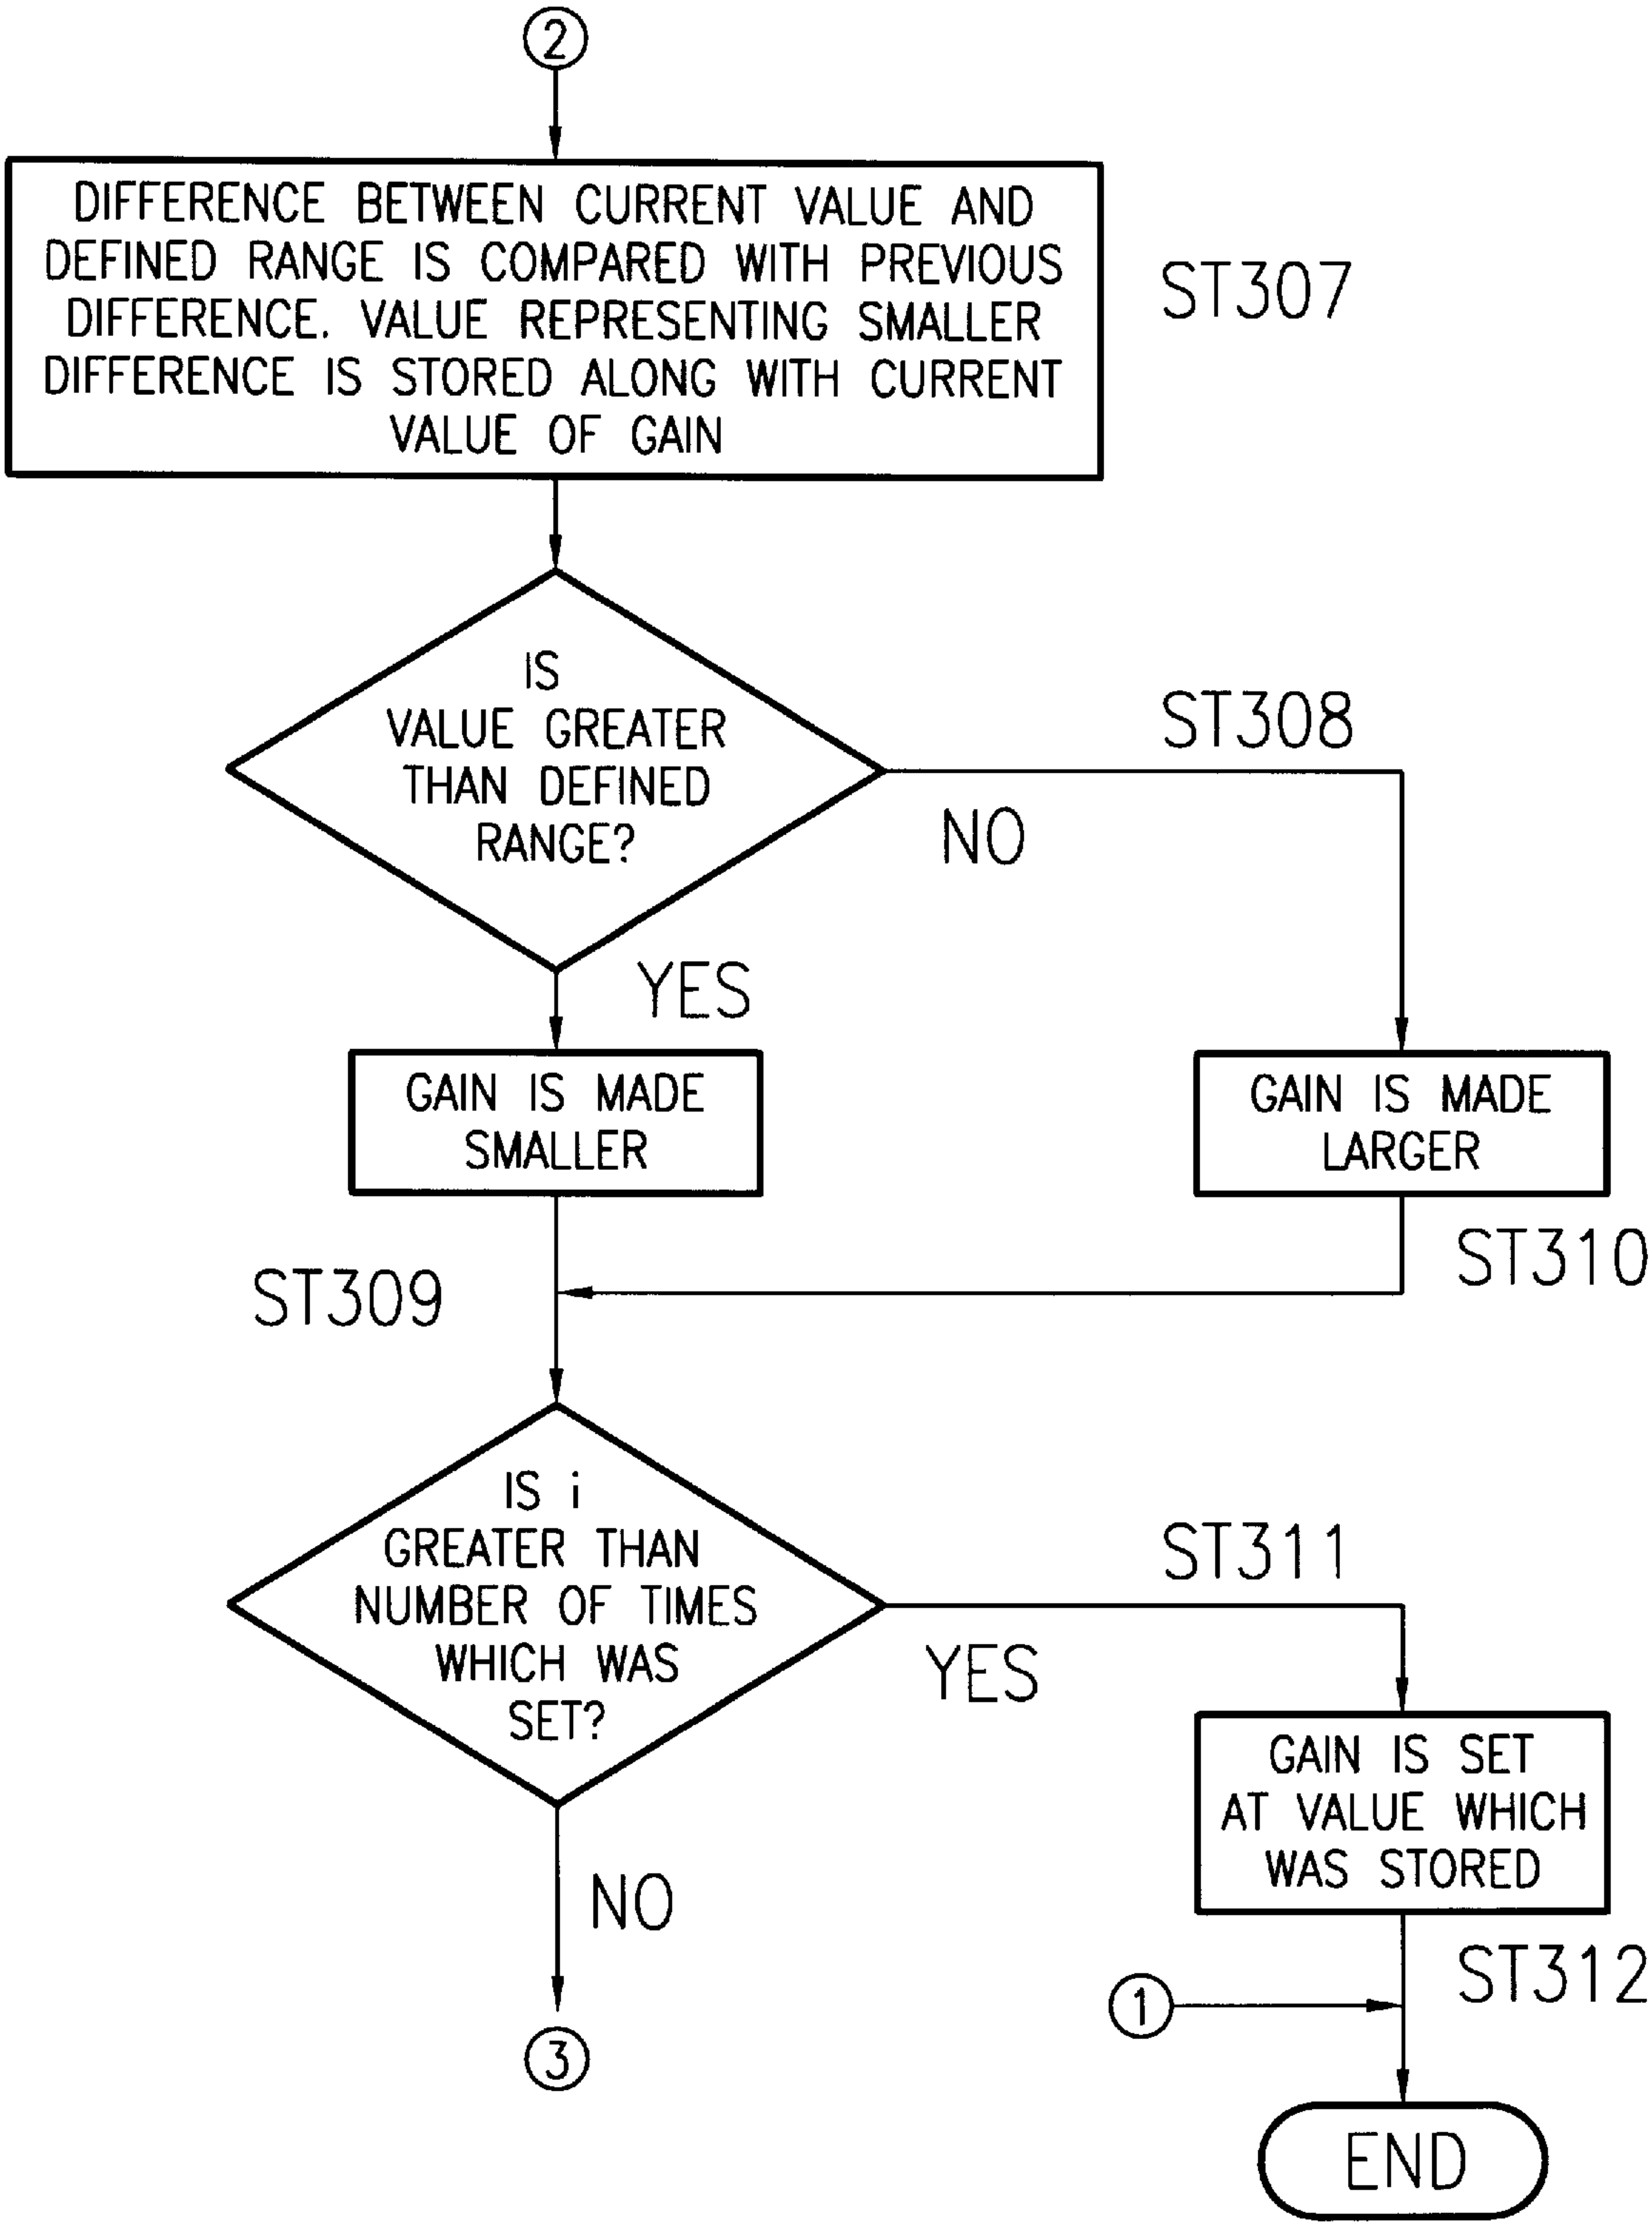 2
DIFFERENCE BETWEEN CURRENT VALUE AND
DEFINED RANGE IS COMPARED WITH PREVIOUS
DIFFERENCE. VALUE REPRESENTING SMALLER
DIFFERENCE IS STORED ALONG WITH CURRENT
VALUE OF GAIN
ST307
IS
VALUE GREATER
THAN DEFINED
RANGE?
ST308
NO
YES
GAIN IS MADE
SMALLER
GAIN IS MADE
LARGER
ST309
ST310
IS i
GREATER THAN
NUMBER OF TIMES
WHICH WAS
SET?
ST311
YES
GAIN IS SET
AT VALUE WHICH
WAS STORED
NO
ST312
1
3
END